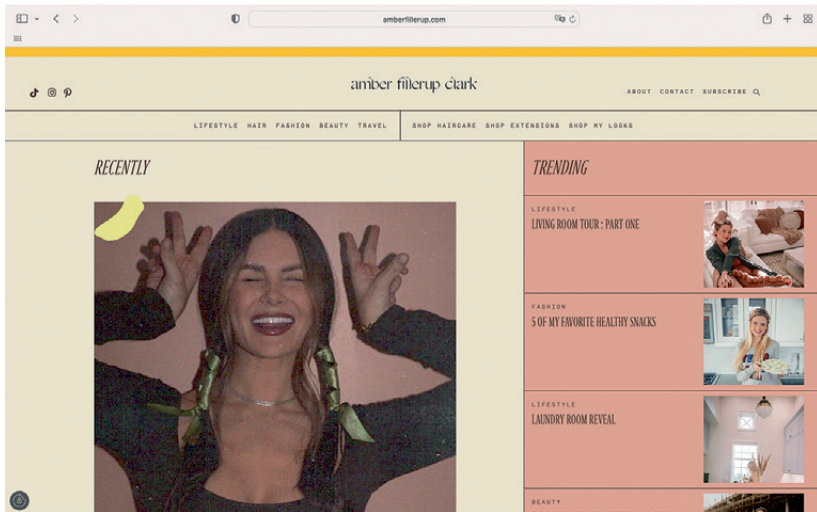 amberfillerup.com
amber fillerup clark
ABOUT CONTACT SUBSCRIBE
LIFESTYLE HAIR FASHION BEAUTY TRAVEL SHOP HAIRCARE SHOP EXTENSIONS SHOP MY LOOKS
RECENTLY
TRENDING
LIFESTYLE
LIVING ROOM TOUR : PART ONE
FASHION
5 OF MY FAVORITE HEALTHY SNACKS
LIFESTYLE
LAUNDRY ROOM REVEAL
BEAUTY